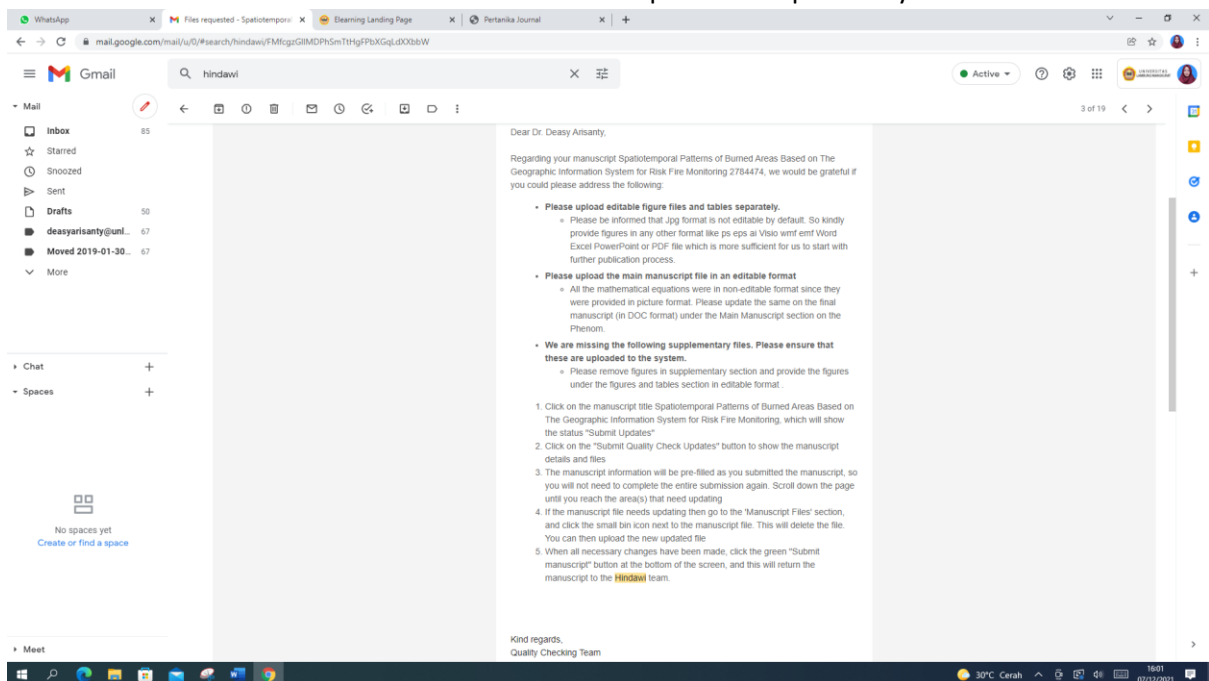 WhatsApp
Files requested - Spatiotemporal
Elearning Landing Page
Pertanika Journal
mail.google.com/mail/u/0/#search/hindawi/FMfcgzGllMDPhSmTtHgFPbXGqLdXXbbW
Gmail
hindawi
Active
UNIVERSITAS
Mail
3 of 19
Inbox 85
Starred
Snoozed
Sent
Drafts 50
deasyarisanty@unl... 67
Moved 2019-01-30... 67
More
Chat
Spaces
No spaces yet
Create or find a space
Meet
Dear Dr. Deasy Arisanty,
Regarding your manuscript Spatiotemporal Patterns of Burned Areas Based on The
Geographic Information System for Risk Fire Monitoring 2784474, we would be grateful if
you could please address the following:
• Please upload editable figure files and tables separately.
Please be informed that Jpg format is not editable by default. So kindly
provide figures in any other format like ps eps ai Visio wmf emf Word
Excel PowerPoint or PDF file which is more sufficient for us to start with
further publication process.
• Please upload the main manuscript file in an editable format
All the mathematical equations were in non-editable format since they
were provided in picture format. Please update the same on the final
manuscript (in DOC format) under the Main Manuscript section on the
Phenom.
• We are missing the following supplementary files. Please ensure that
these are uploaded to the system.
Please remove figures in supplementary section and provide the figures
under the figures and tables section in editable format .
1. Click on the manuscript title Spatiotemporal Patterns of Burned Areas Based on
The Geographic Information System for Risk Fire Monitoring, which will show
the status "Submit Updates"
2. Click on the "Submit Quality Check Updates" button to show the manuscript
details and files
3. The manuscript information will be pre-filled as you submitted the manuscript, so
you will not need to complete the entire submission again. Scroll down the page
until you reach the area(s) that need updating
4. If the manuscript file needs updating then go to the 'Manuscript Files' section,
and click the small bin icon next to the manuscript file. This will delete the file.
You can then upload the new updated file
5. When all necessary changes have been made, click the green "Submit
manuscript" button at the bottom of the screen, and this will return the
manuscript to the Hindawi team.
Kind regards,
Quality Checking Team
30°C Cerah
16:01
07/12/2021